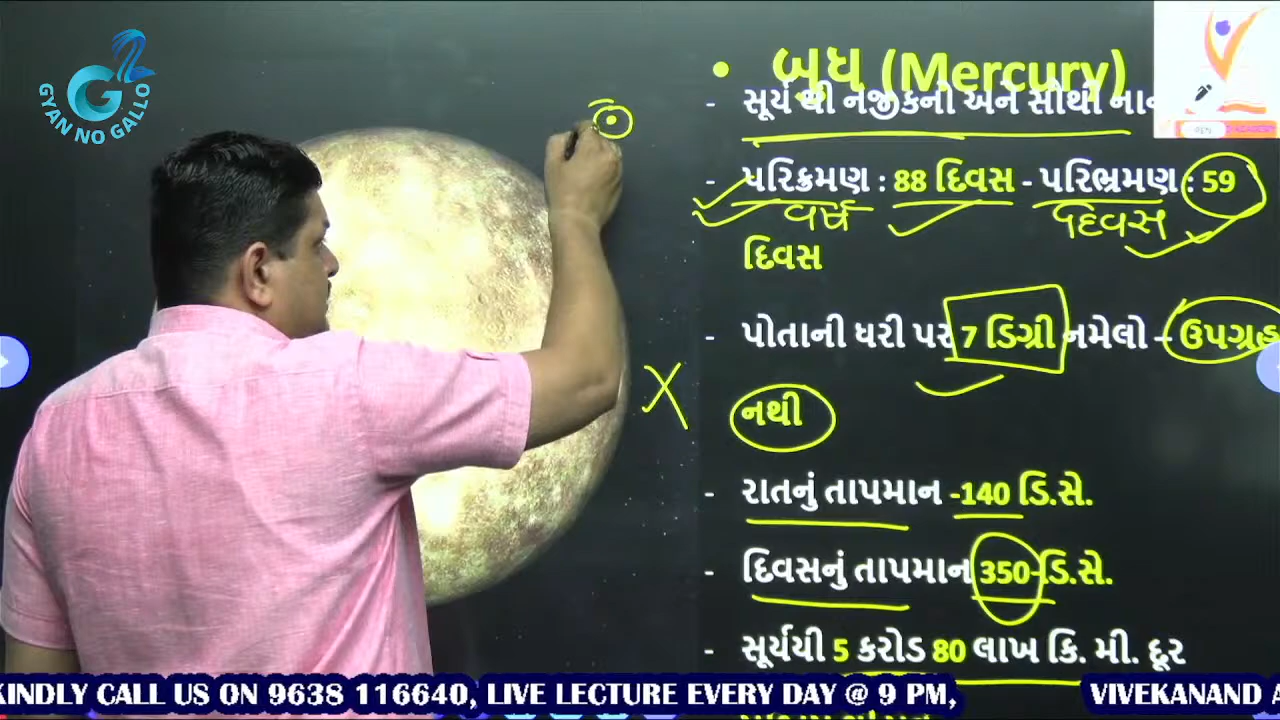 GYAN NO GALLO
• બુધ (Mercury)
- સૂર્ય થી નજીકનો અને સૌથી
- પરિક્રમણ : 88 દિવસ - પરિભ્રમણ : 59
વર્ષ દિવસ
દિવસ
- પોતાની ધરી પર 7 ડિગ્રી નમેલો – ઉપગ્રહ
X નથી
- રાતનું તાપમાન -140 ડિ.સે.
- દિવસનું તાપમાન 350 ડિ.સે.
- સૂર્યથી 5 કરોડ 80 લાખ કિ. મી. દૂર
KINDLY CALL US ON 9638 116640, LIVE LECTURE EVERY DAY @ 9 PM, VIVEKANAND A